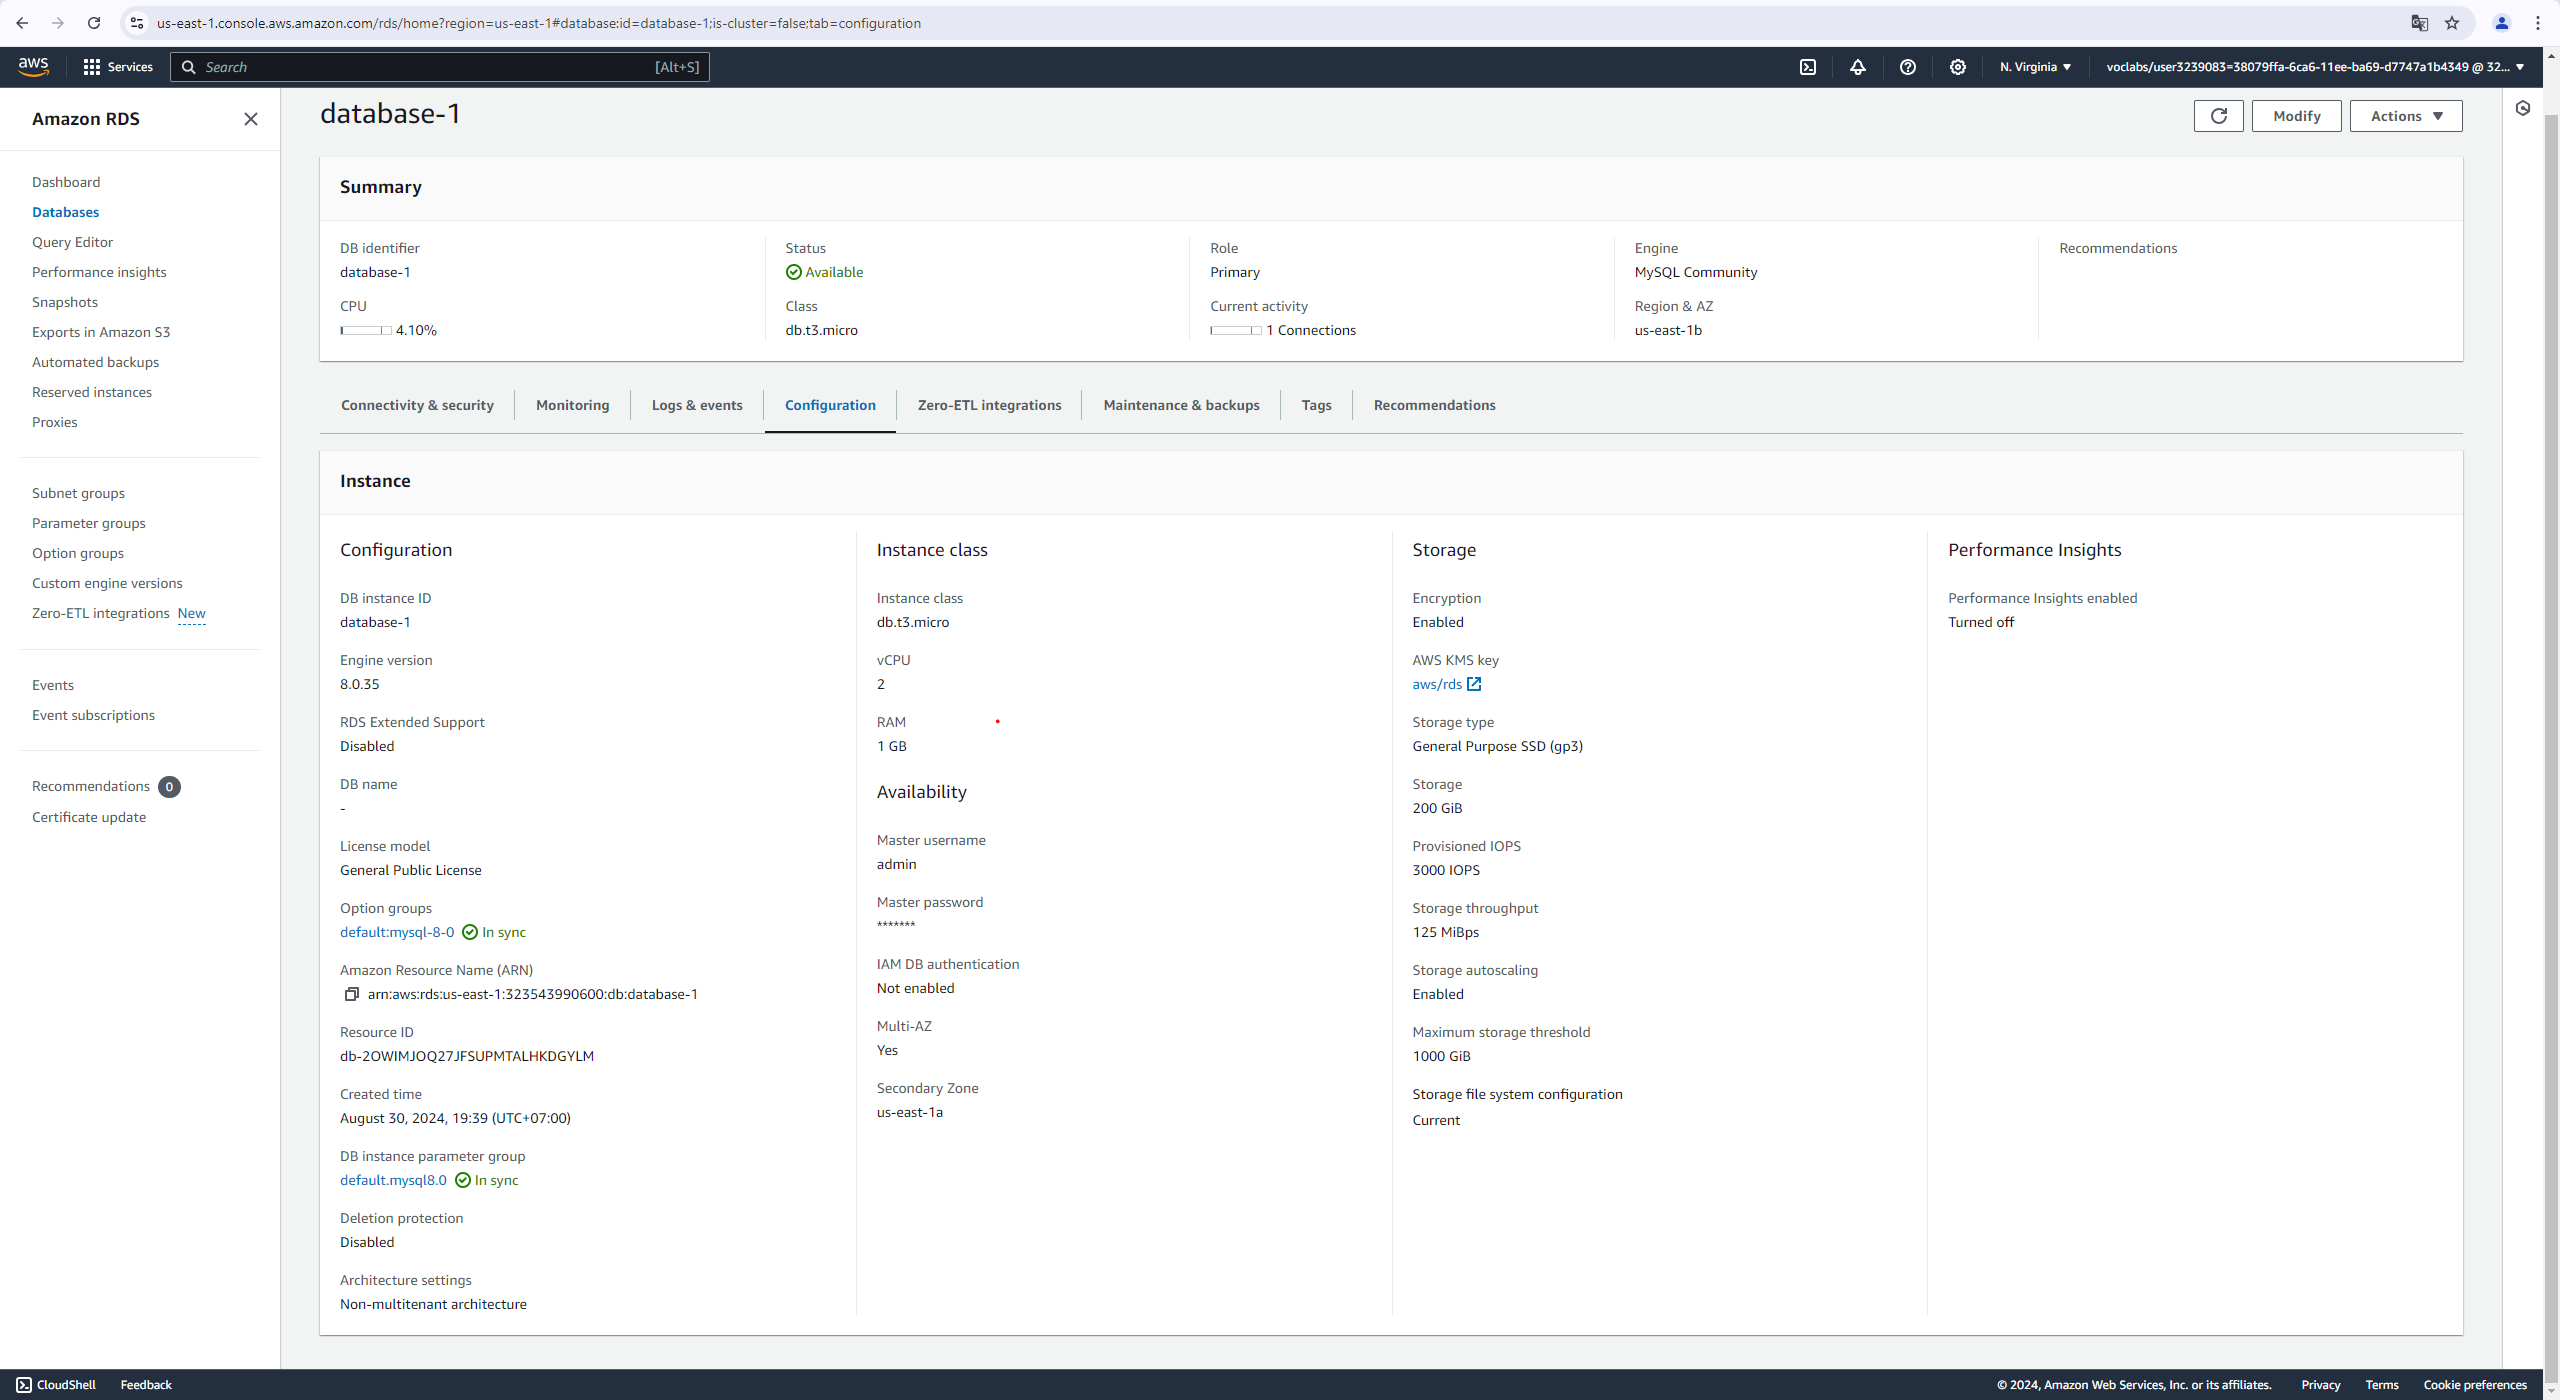 us-east-1.console.aws.amazon.com/rds/home?region=us-east-1#database:id=database-1;is-cluster=false;tab=configuration
aws
Services
Search
[Alt+S]
N. Virginia
voclabs/user3239083=38079ffa-6ca6-11ee-ba69-d7747a1b4349 @ 32...
Amazon RDS
Dashboard
Databases
Query Editor
Performance insights
Snapshots
Exports in Amazon S3
Automated backups
Reserved instances
Proxies
Subnet groups
Parameter groups
Option groups
Custom engine versions
Zero-ETL integrations New
Events
Event subscriptions
Recommendations 0
Certificate update
database-1
Modify
Actions
Summary
DB identifier
database-1
CPU
4.10%
Status
Available
Class
db.t3.micro
Role
Primary
Current activity
1 Connections
Engine
MySQL Community
Region & AZ
us-east-1b
Recommendations
Connectivity & security
Monitoring
Logs & events
Configuration
Zero-ETL integrations
Maintenance & backups
Tags
Recommendations
Instance
Configuration
DB instance ID
database-1
Engine version
8.0.35
RDS Extended Support
Disabled
DB name
-
License model
General Public License
Option groups
default:mysql-8-0 In sync
Amazon Resource Name (ARN)
arn:aws:rds:us-east-1:323543990600:db:database-1
Resource ID
db-2OWIMJOQ27JFSUPMTALHKDGYLM
Created time
August 30, 2024, 19:39 (UTC+07:00)
DB instance parameter group
default.mysql8.0 In sync
Deletion protection
Disabled
Architecture settings
Non-multitenant architecture
Instance class
Instance class
db.t3.micro
vCPU
2
RAM
1 GB
Availability
Master username
admin
Master password
*******
IAM DB authentication
Not enabled
Multi-AZ
Yes
Secondary Zone
us-east-1a
Storage
Encryption
Enabled
AWS KMS key
aws/rds
Storage type
General Purpose SSD (gp3)
Storage
200 GiB
Provisioned IOPS
3000 IOPS
Storage throughput
125 MiBps
Storage autoscaling
Enabled
Maximum storage threshold
1000 GiB
Storage file system configuration
Current
Performance Insights
Performance Insights enabled
Turned off
CloudShell
Feedback
© 2024, Amazon Web Services, Inc. or its affiliates.
Privacy
Terms
Cookie preferences